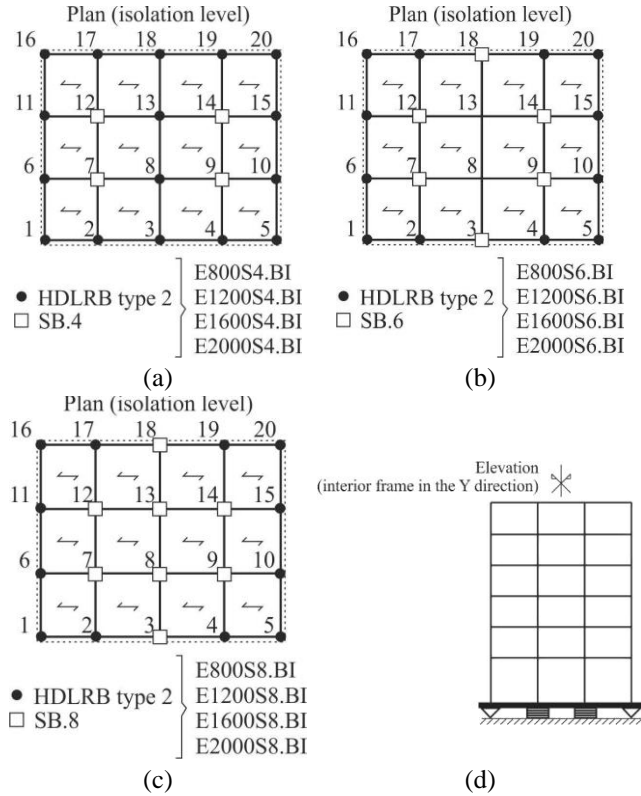 Plan (isolation level)
16 17 18 19 20
11 12 13 14 15
6 7 8 9 10
1 2 3 4 5
● HDLRB type 2
□ SB.4
E800S4.BI
E1200S4.BI
E1600S4.BI
E2000S4.BI
(a)
Plan (isolation level)
16 17 18 19 20
11 12 13 14 15
6 7 8 9 10
1 2 3 4 5
● HDLRB type 2
□ SB.6
E800S6.BI
E1200S6.BI
E1600S6.BI
E2000S6.BI
(b)
Plan (isolation level)
16 17 18 19 20
11 12 13 14 15
6 7 8 9 10
1 2 3 4 5
● HDLRB type 2
□ SB.8
E800S8.BI
E1200S8.BI
E1600S8.BI
E2000S8.BI
(c)
Elevation
(interior frame in the Y direction)
(d)